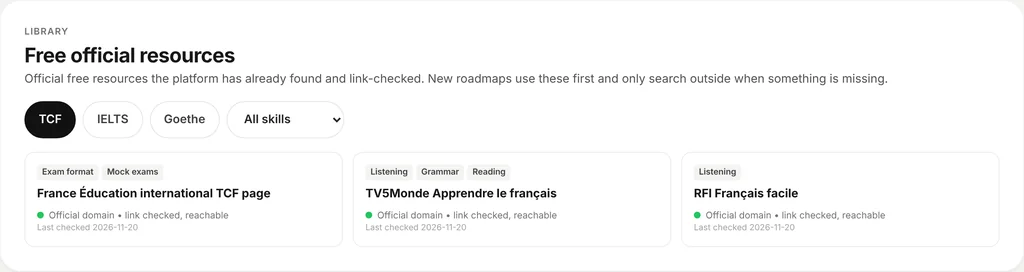 LIBRARY
Free official resources
Official free resources the platform has already found and link-checked. New roadmaps use these first and only search outside when something is missing.
TCF IELTS Goethe All skills
Exam format Mock exams
France Éducation international TCF page
Official domain • link checked, reachable
Last checked 2026-11-20
Listening Grammar Reading
TV5Monde Apprendre le français
Official domain • link checked, reachable
Last checked 2026-11-20
Listening
RFI Français facile
Official domain • link checked, reachable
Last checked 2026-11-20